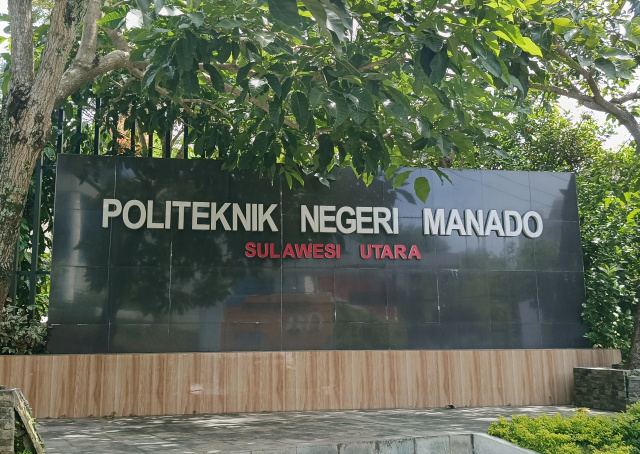 POLITEKNIK NEGERI MANADO
SULAWESI UTARA